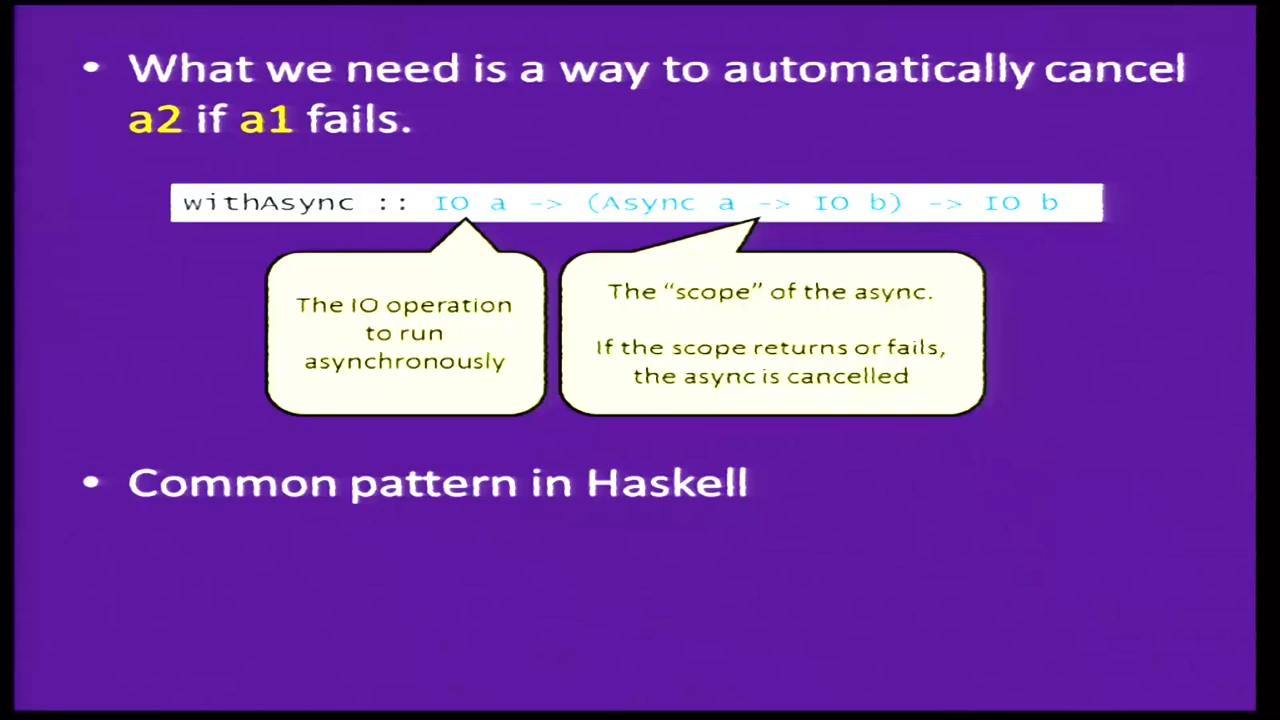 • What we need is a way to automatically cancel
a2 if a1 fails.
withAsync :: IO a -> (Async a -> IO b) -> IO b
The IO operation
to run
asynchronously
The “scope” of the async.
If the scope returns or fails,
the async is cancelled
• Common pattern in Haskell